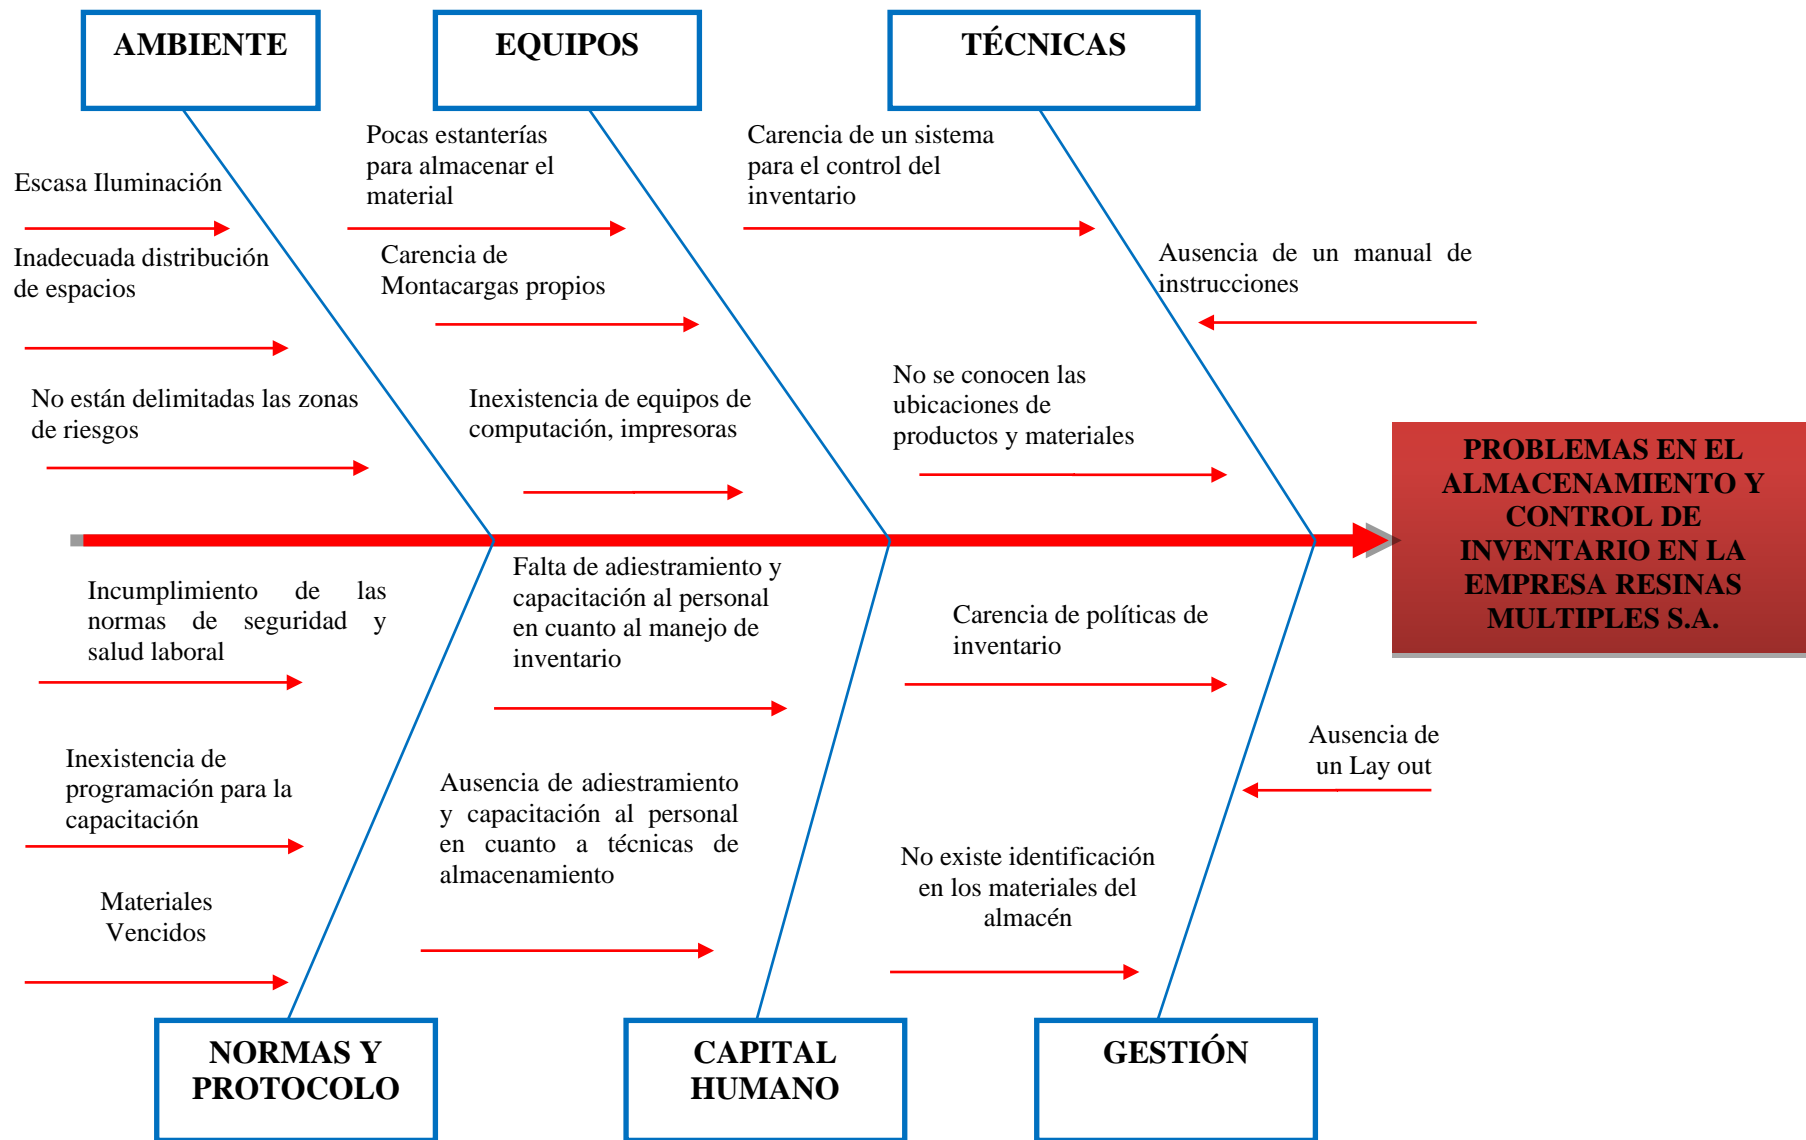 AMBIENTE
EQUIPOS
TÉCNICAS
Escasa Iluminación
Inadecuada distribución
de espacios
No están delimitadas las zonas
de riesgos
Pocas estanterías
para almacenar el
material
Carencia de
Montacargas propios
Inexistencia de equipos de
computación, impresoras
Carencia de un sistema
para el control del
inventario
Ausencia de un manual de
instrucciones
No se conocen las
ubicaciones de
productos y materiales
PROBLEMAS EN EL
ALMACENAMIENTO Y
CONTROL DE
INVENTARIO EN LA
EMPRESA RESINAS
MULTIPLES S.A.
Incumplimiento de las
normas de seguridad y
salud laboral
Inexistencia de
programación para la
capacitación
Materiales
Vencidos
Falta de adiestramiento y
capacitación al personal
en cuanto al manejo de
inventario
Ausencia de adiestramiento
y capacitación al personal
en cuanto a técnicas de
almacenamiento
Carencia de políticas de
inventario
Ausencia de
un Lay out
No existe identificación
en los materiales del
almacén
NORMAS Y
PROTOCOLO
CAPITAL
HUMANO
GESTIÓN